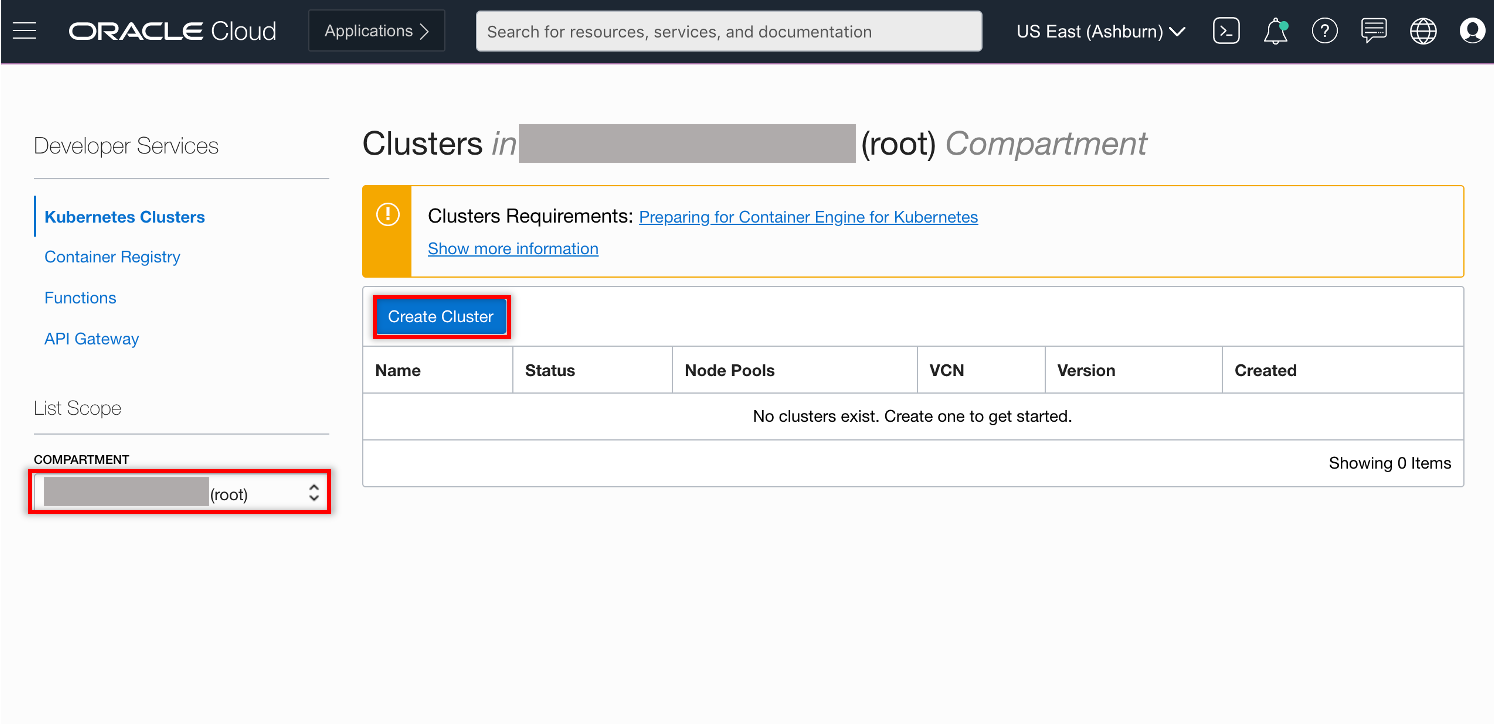 ORACLE Cloud
Applications
Search for resources, services, and documentation
US East (Ashburn)
Developer Services
Kubernetes Clusters
Container Registry
Functions
API Gateway
List Scope
COMPARTMENT
(root)
Clusters in (root) Compartment
Clusters Requirements: Preparing for Container Engine for Kubernetes
Show more information
Create Cluster
Name Status Node Pools VCN Version Created
No clusters exist. Create one to get started.
Showing 0 Items